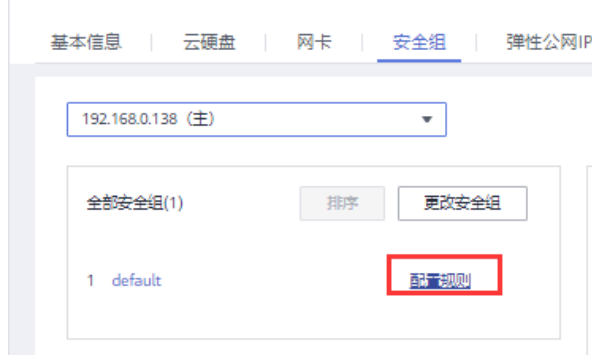 基本信息 云硬盘 网卡 安全组 弹性公网IP
192.168.0.138（主）
全部安全组(1) 排序 更改安全组
1 default 配置规则